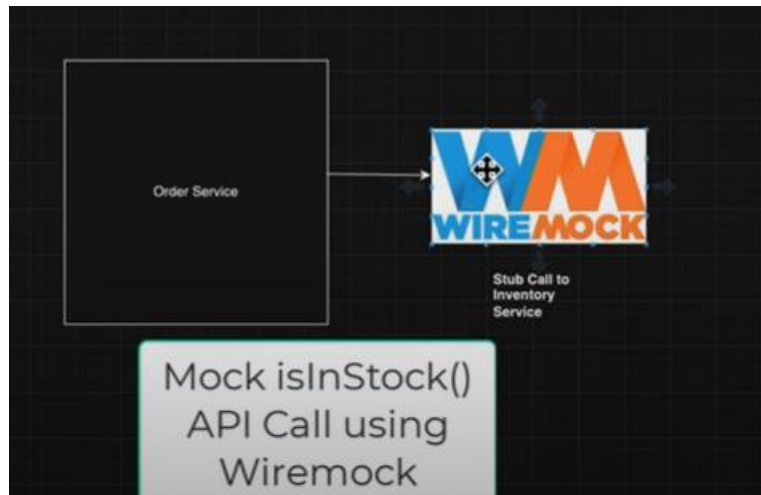 Order Service
WM
WIREMOCK
Stub Call to
Inventory
Service
Mock isInStock()
API Call using
Wiremock